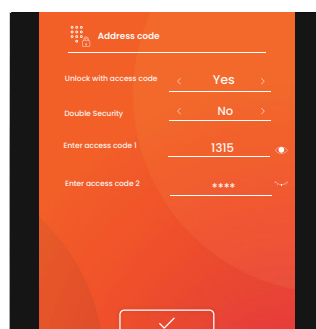 Address code
Unlock with access code < Yes >
Double Security < No >
Enter access code 1 1315
Enter access code 2 ****